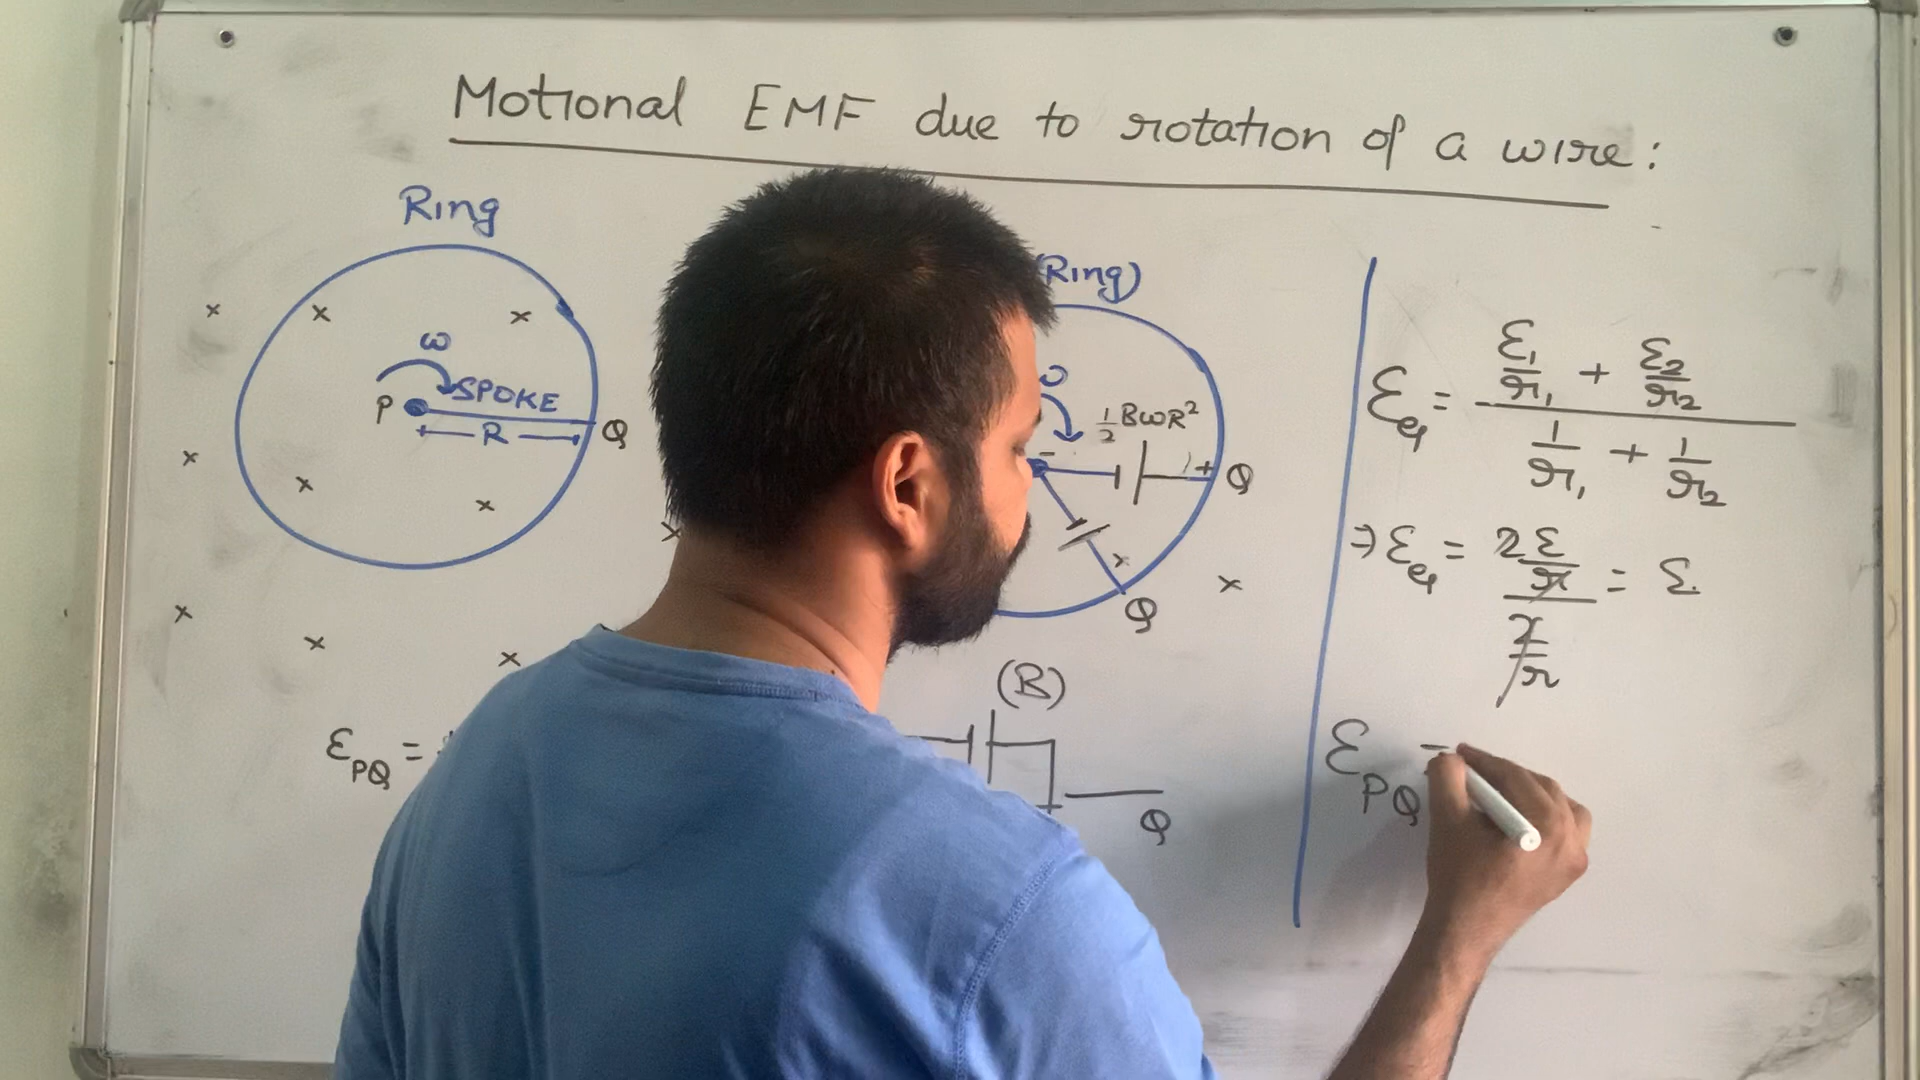 Motional EMF due to rotation of a wire:
Ring
ω
SPOKE
P
R
Q
ε_PQ =
(Ring)
ω
1/2 BωR²
- +
Q
Q
(B)
Q
ε_eq = (ε₁/r₁ + ε₂/r₂) / (1/r₁ + 1/r₂)
⇒ ε_eq = (2ε/r) / (2/r) = ε.
ε_PQ =